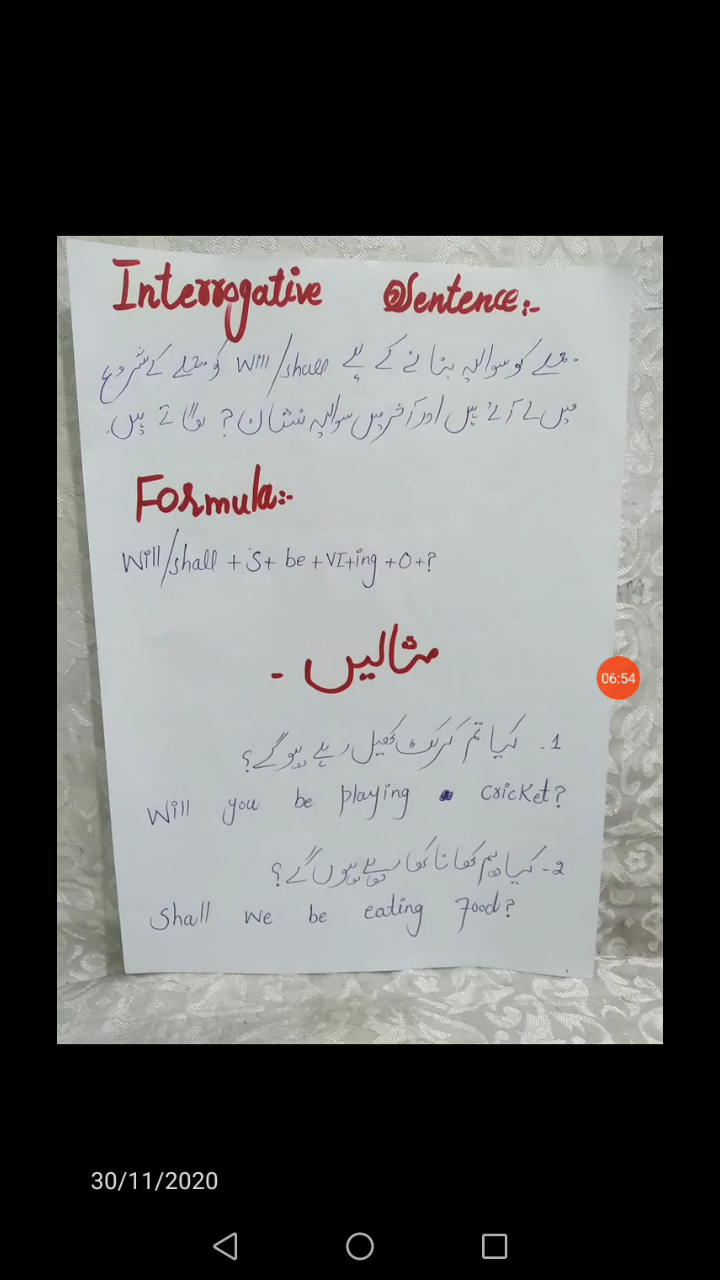 Interrogative Sentence:-
جملے کو سوالیہ بنانے کے لیے Will/shall کو جملے کے شروع
میں لے آتے ہیں اور آخر میں سوالیہ نشان ? لگاتے ہیں.
Formula:-
Will/shall + S + be + VI+ing + O+?
مثالیں -
1. کیا تم کرکٹ کھیل رہے ہو گے؟
Will you be playing cricket?
2- کیا ہم کھانا کھا رہے ہوں گے؟
Shall we be eating food?
06:54
30/11/2020